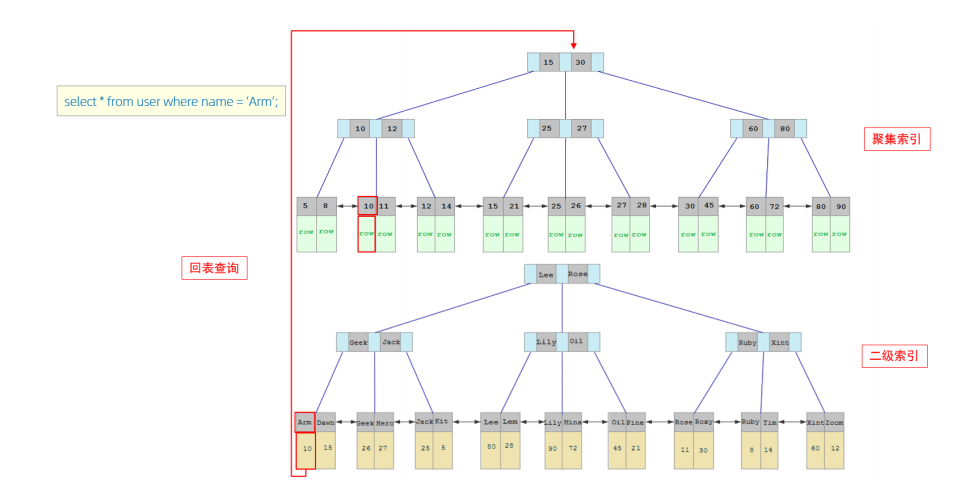 15 30
select * from user where name = 'Arm';
10 12 25 27 60 80
聚集索引
5 8 10 11 12 14 15 21 25 26 27 28 30 45 60 72 80 90
row row row row row row row row row row row row row row row row row row
回表查询
Lee Rose
Geek Jack Lily Oil Ruby Xint
二级索引
Arm Dawn Geek Hero Jack Kit Lee Lem Lily Mina Oil Pine Rose Roxy Ruby Tim Xint Zoom
10 15 26 27 25 5 80 28 90 72 45 21 11 30 8 14 60 12